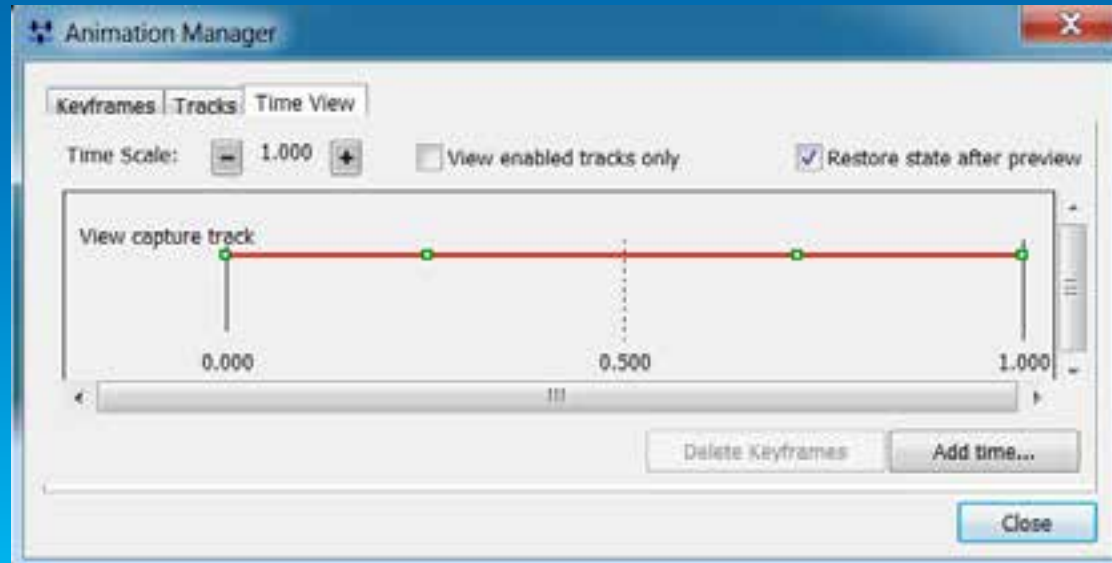 Animation Manager
Keyframes Tracks Time View
Time Scale: - 1.000 + View enabled tracks only Restore state after preview
View capture track
0.000 0.500 1.000
Delete Keyframes Add time...
Close